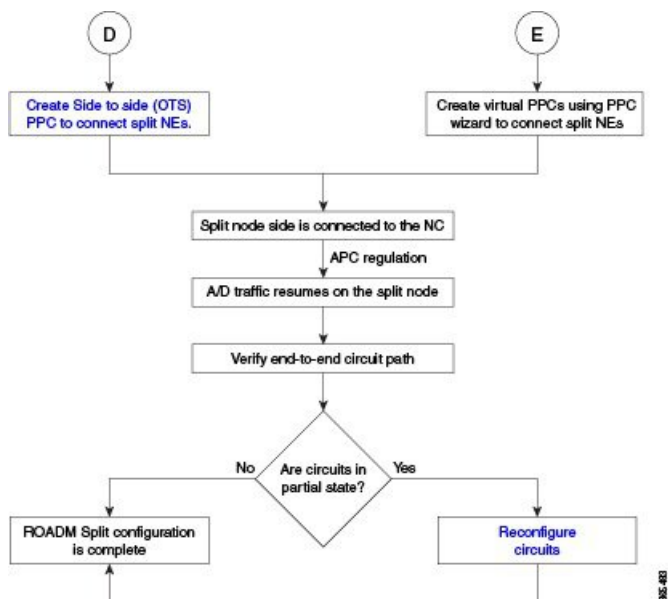 D
E
Create Side to side (OTS)
PPC to connect split NEs.
Create virtual PPCs using PPC
wizard to connect split NEs
Split node side is connected to the NC
APC regulation
A/D traffic resumes on the split node
Verify end-to-end circuit path
Are circuits in
partial state?
No
Yes
ROADM Split configuration
is complete
Reconfigure
circuits